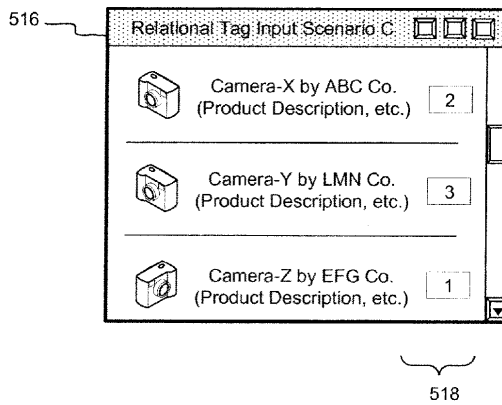 516
Relational Tag Input Scenario C
Camera-X by ABC Co.
(Product Description, etc.)
2
Camera-Y by LMN Co.
(Product Description, etc.)
3
Camera-Z by EFG Co.
(Product Description, etc.)
1
518